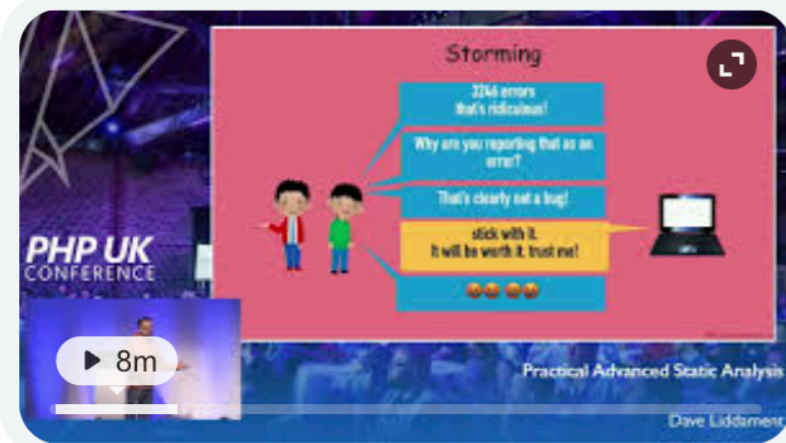 Storming
3246 errors
that's ridiculous!
Why are you reporting that as an
error?
That's clearly not a bug!
stick with it.
It will be worth it, trust me!
PHP UK
CONFERENCE
8m
Practical Advanced Static Analysis
Dave Liddament